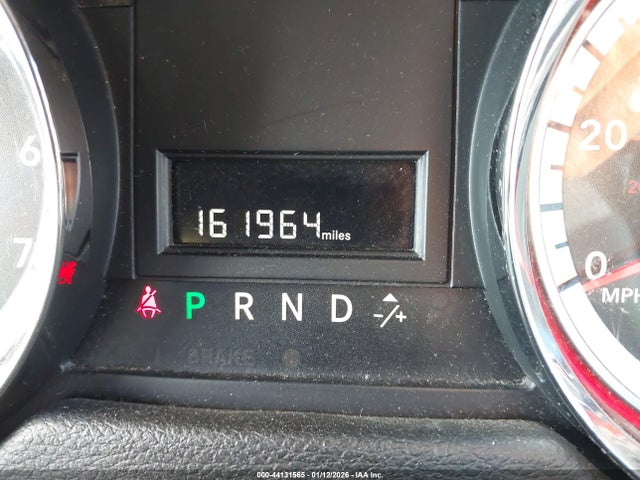 6
7
161964 miles
P R N D -/+
BRAKE
20
0
MPH
000-44131565 - 01/12/2026 - IAA Inc.